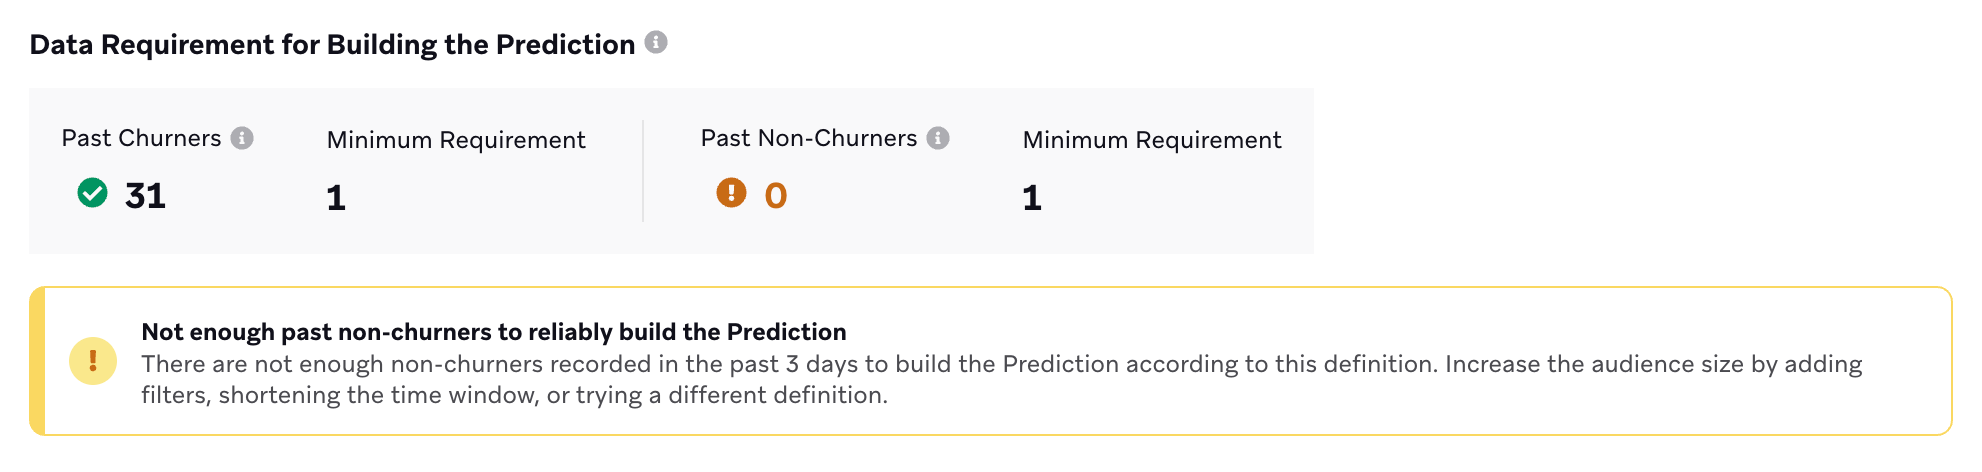 Data Requirement for Building the Prediction
Past Churners
Minimum Requirement
31
1
Past Non-Churners
Minimum Requirement
0
1
Not enough past non-churners to reliably build the Prediction
There are not enough non-churners recorded in the past 3 days to build the Prediction according to this definition. Increase the audience size by adding
filters, shortening the time window, or trying a different definition.